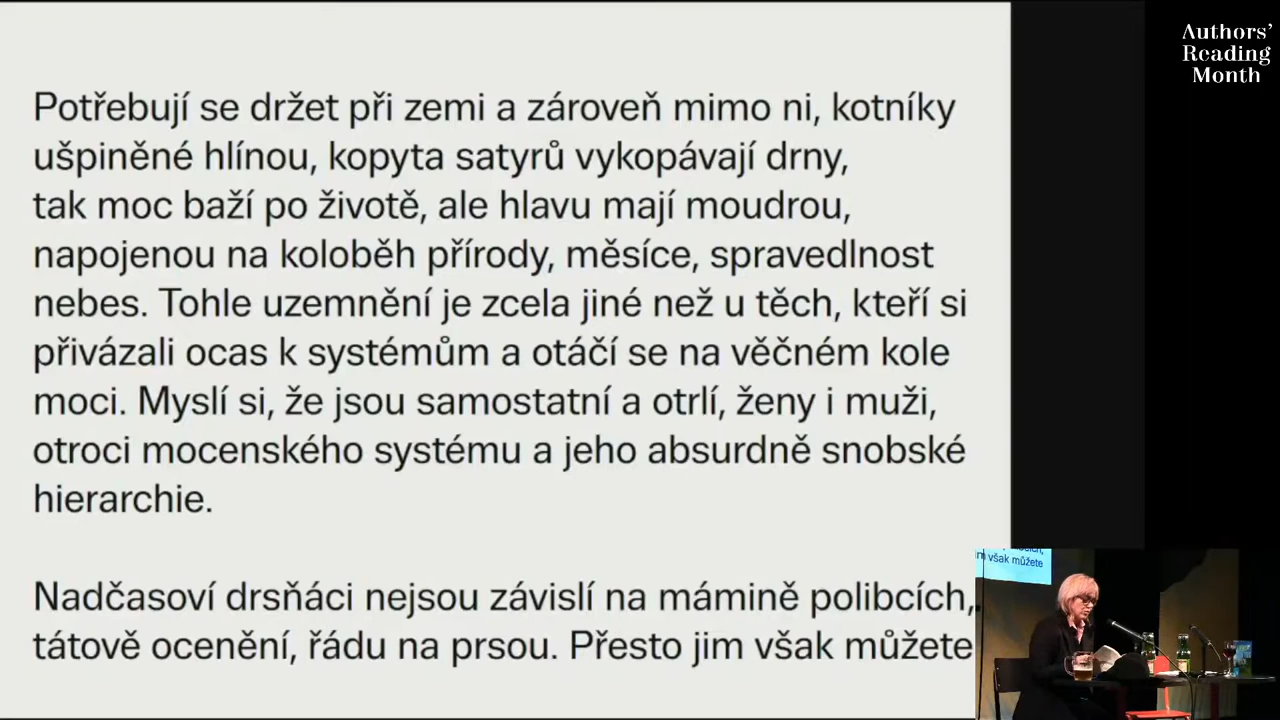 Authors'
Reading
Month
Potřebují se držet při zemi a zároveň mimo ni, kotníky
ušpiněné hlínou, kopyta satyrů vykopávají drny,
tak moc baží po životě, ale hlavu mají moudrou,
napojenou na koloběh přírody, měsíce, spravedlnost
nebes. Tohle uzemnění je zcela jiné než u těch, kteří si
přivázali ocas k systémům a otáčí se na věčném kole
moci. Myslí si, že jsou samostatní a otrlí, ženy i muži,
otroci mocenského systému a jeho absurdně snobské
hierarchie.
Nadčasoví drsňáci nejsou závislí na mámině polibcích,
tátově ocenění, řádu na prsou. Přesto jim však můžete
však můžete